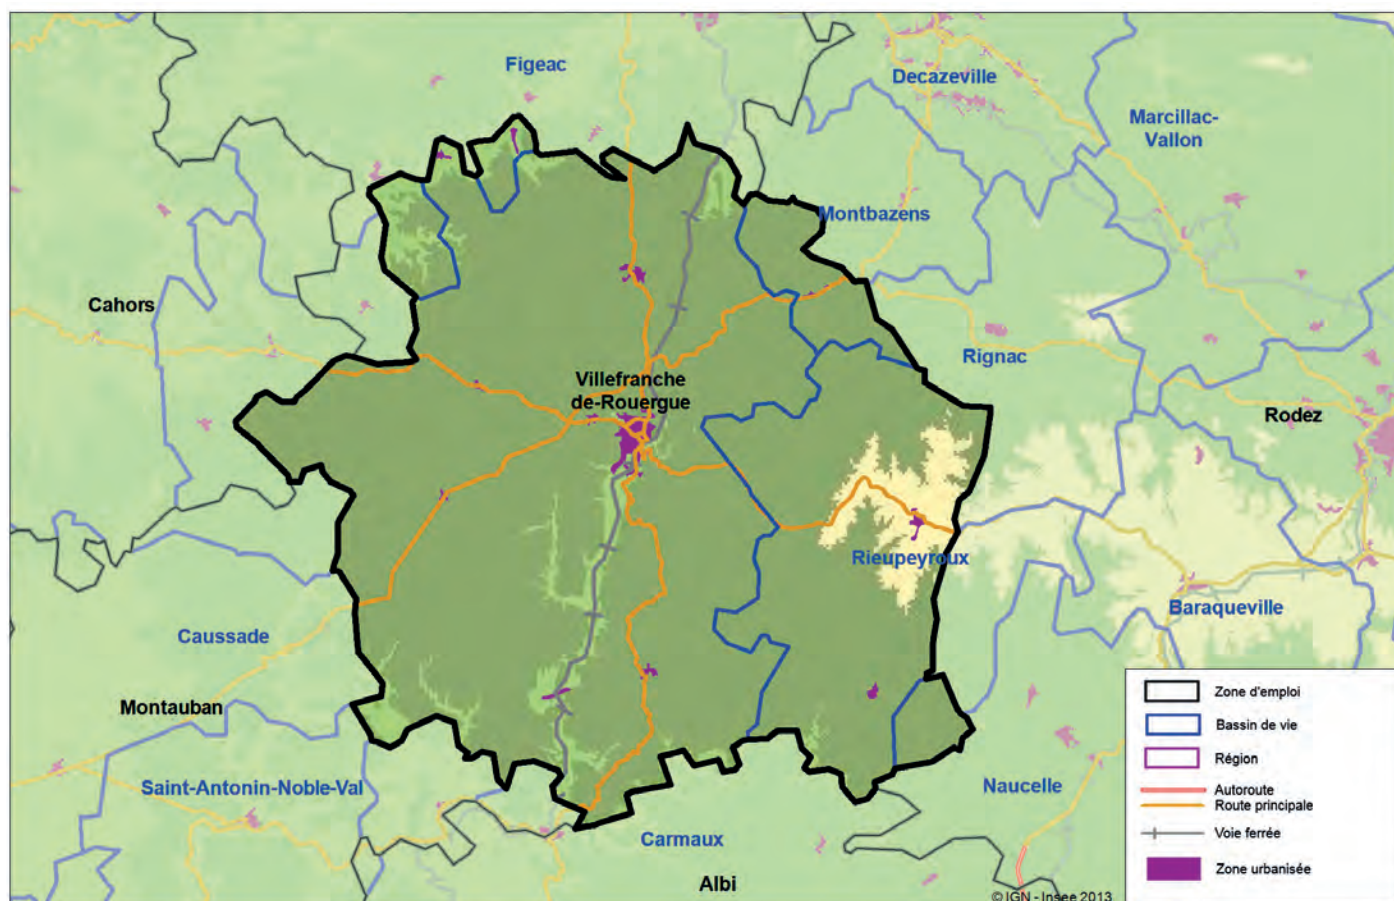 Figeac
Decazeville
Marcillac-
Vallon
Montbazens
Cahors
Rignac
Villefranche
de-Rouergue
Rodez
Rieupeyroux
Baraqueville
Caussade
Montauban
Saint-Antonin-Noble-Val
Naucelle
Carmaux
Albi
Zone d'emploi
Bassin de vie
Région
Autoroute
Route principale
Voie ferrée
Zone urbanisée
© IGN - Insee 2013